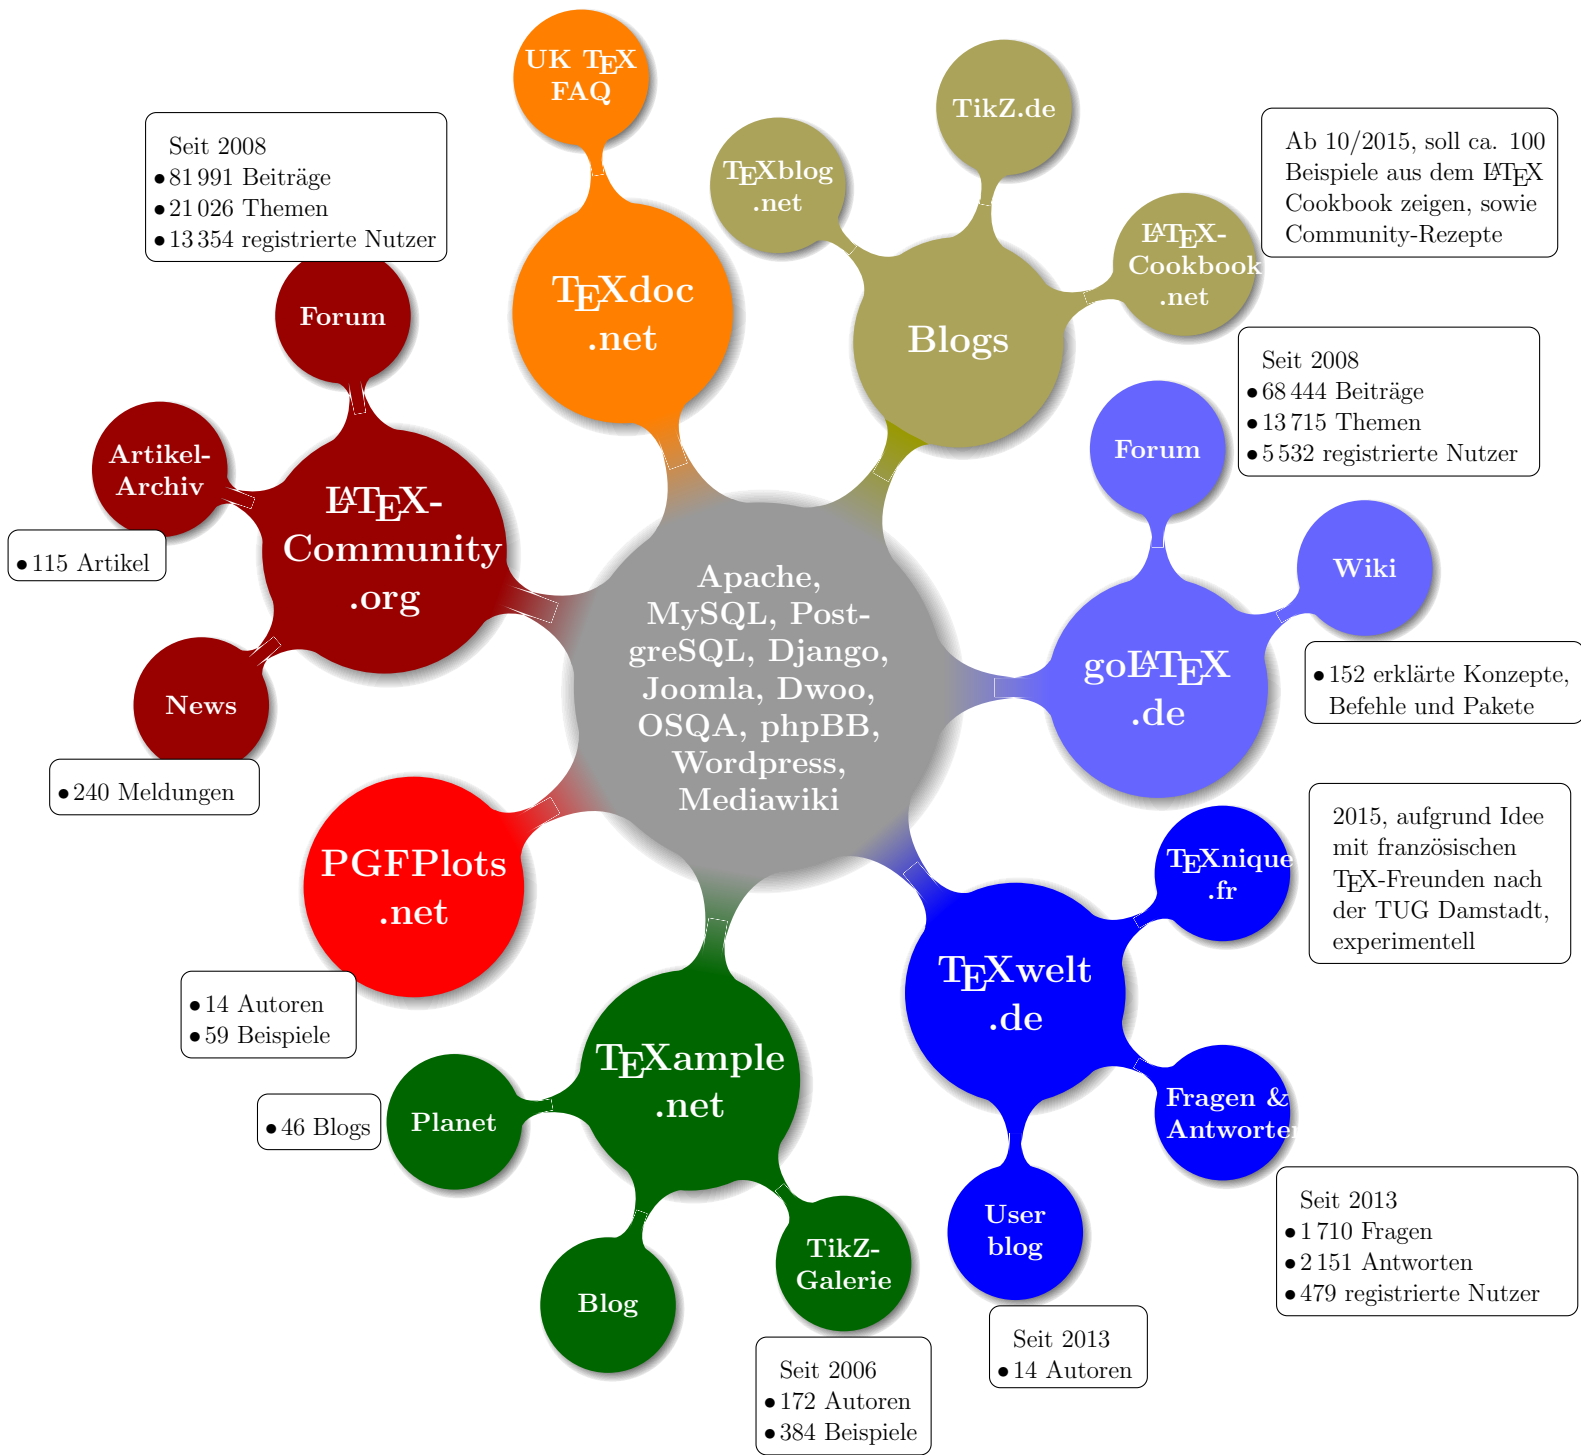 UK TEX
FAQ
TikZ.de
TEXblog
.net
LATEX-
Cookbook
.net
Ab 10/2015, soll ca. 100
Beispiele aus dem LATEX
Cookbook zeigen, sowie
Community-Rezepte
Seit 2008
• 81 991 Beiträge
• 21 026 Themen
• 13 354 registrierte Nutzer
TEXdoc
.net
Blogs
Forum
Seit 2008
• 68 444 Beiträge
• 13 715 Themen
• 5 532 registrierte Nutzer
Forum
Artikel-
Archiv
• 115 Artikel
LATEX-
Community
.org
Wiki
• 152 erklärte Konzepte,
Befehle und Pakete
Apache,
MySQL, Post-
greSQL, Django,
Joomla, Dwoo,
OSQA, phpBB,
Wordpress,
Mediawiki
goLATEX
.de
News
• 240 Meldungen
PGFPlots
.net
• 14 Autoren
• 59 Beispiele
TEXnique
.fr
2015, aufgrund Idee
mit französischen
TEX-Freunden nach
der TUG Damstadt,
experimentell
TEXwelt
.de
TEXample
.net
Planet
• 46 Blogs
Fragen &
Antworten
Seit 2013
• 1 710 Fragen
• 2 151 Antworten
• 479 registrierte Nutzer
User
blog
Seit 2013
• 14 Autoren
TikZ-
Galerie
Seit 2006
• 172 Autoren
• 384 Beispiele
Blog